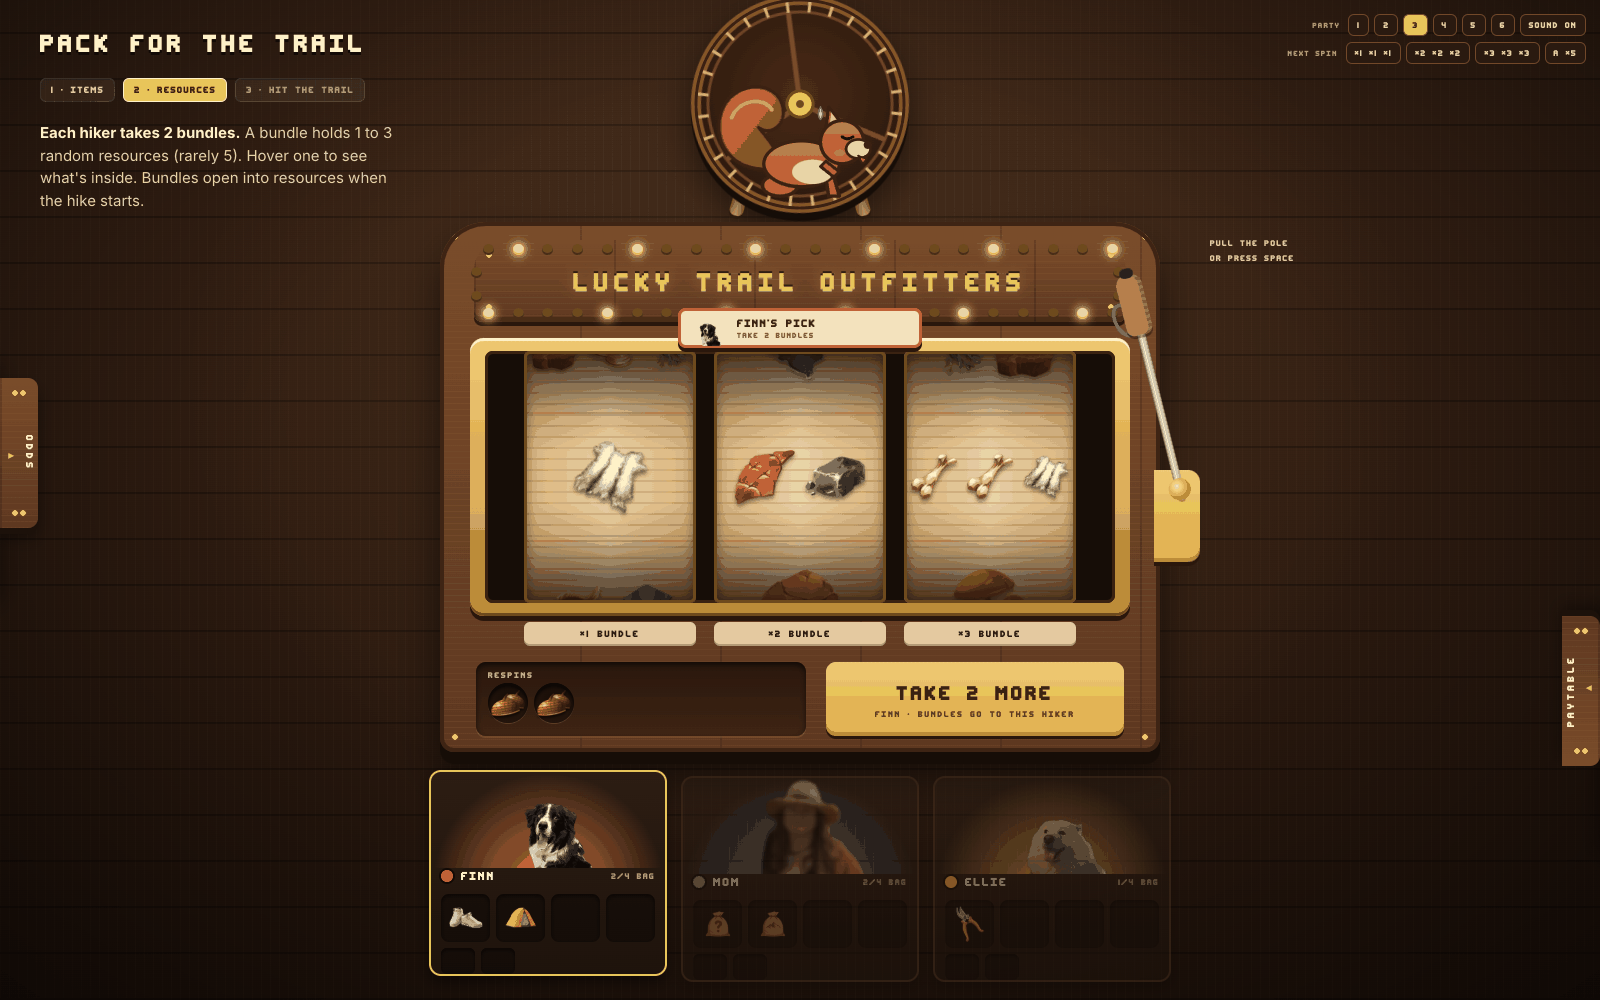 PACK FOR THE TRAIL
1 · ITEMS
2 · RESOURCES
3 · HIT THE TRAIL
Each hiker takes 2 bundles. A bundle holds 1 to 3
random resources (rarely 5). Hover one to see
what's inside. Bundles open into resources when
the hike starts.
PARTY 1 2 3 4 5 6 SOUND ON
NEXT SPIN ×1 ×1 ×1 ×2 ×2 ×2 ×3 ×3 ×3 A ×5
PULL THE POLE
OR PRESS SPACE
LUCKY TRAIL OUTFITTERS
FINN'S PICK
TAKE 2 BUNDLES
ODDS
PAYTABLE
×1 BUNDLE
×2 BUNDLE
×3 BUNDLE
RESPINS
TAKE 2 MORE
FINN · BUNDLES GO TO THIS HIKER
FINN 2/4 BAG
MOM 2/4 BAG
ELLIE 1/4 BAG